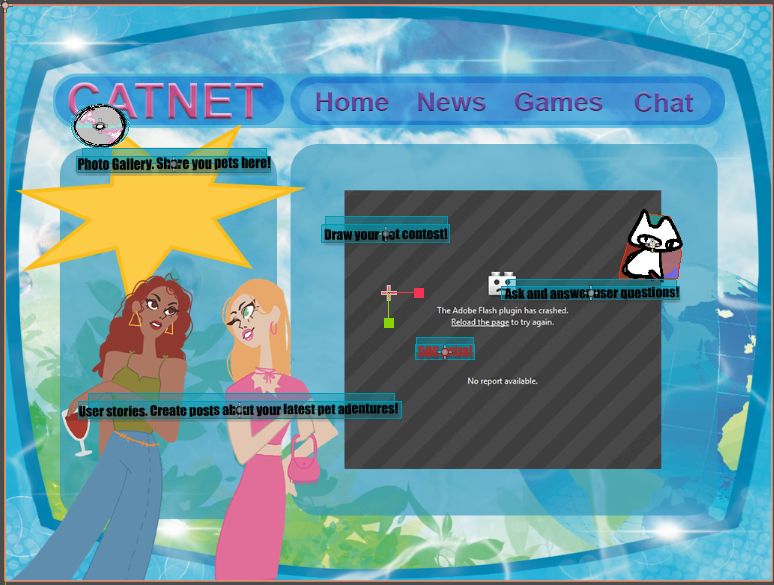 CATNET
Home News Games Chat
Photo Gallery. Share you pets here!
Draw your pet contest!
Ask and answer user questions!
The Adobe Flash plugin has crashed.
Reload the page to try again.
No report available.
User stories. Create posts about your latest pet adentures!